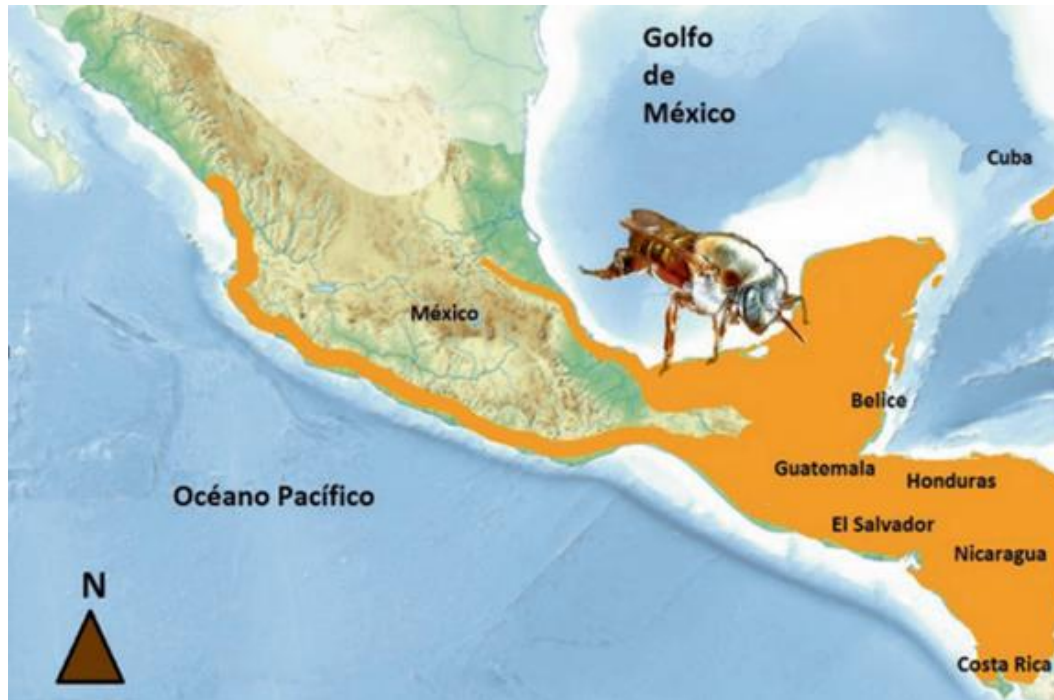 Golfo
de
México
Cuba
México
Belice
Guatemala
Honduras
Océano Pacífico
El Salvador
Nicaragua
N
Costa Rica